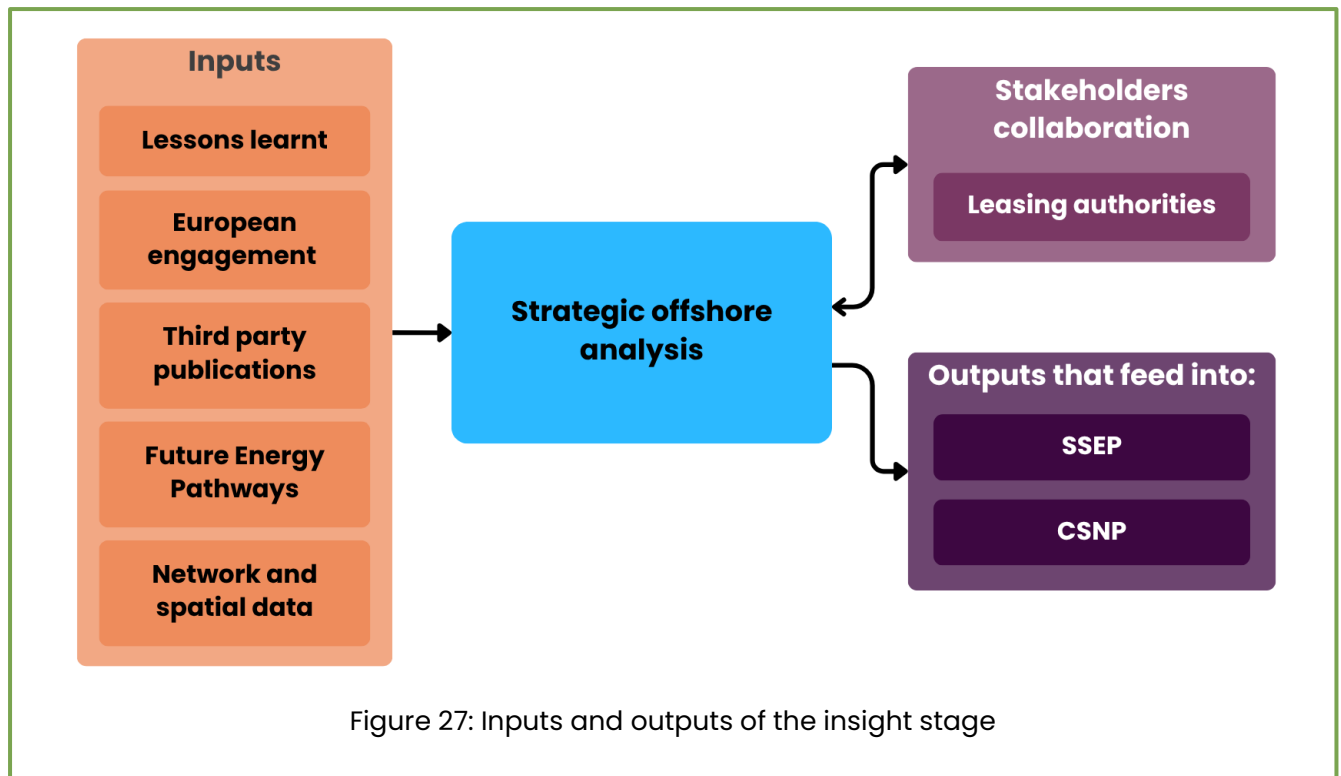 Inputs
Lessons learnt
European
engagement
Third party
publications
Future Energy
Pathways
Network and
spatial data
Strategic offshore
analysis
Stakeholders
collaboration
Leasing authorities
Outputs that feed into:
SSEP
CSNP
Figure 27: Inputs and outputs of the insight stage